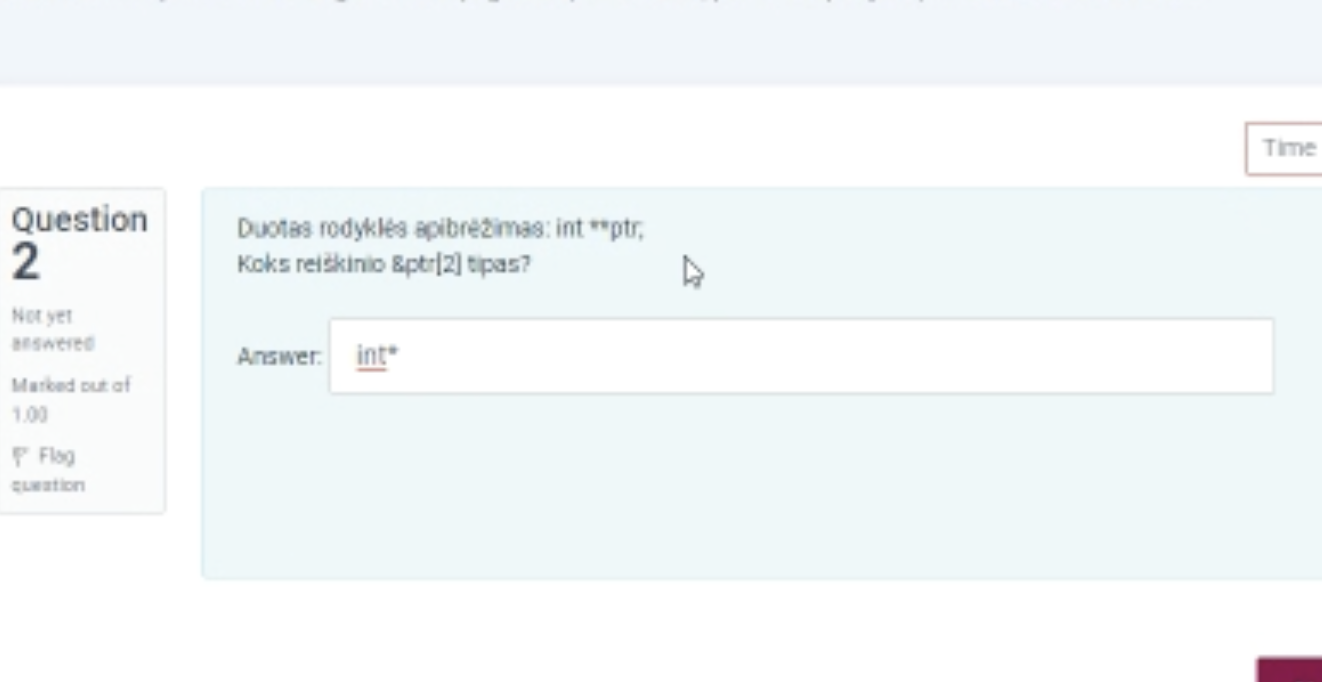 Time
Question
2
Not yet
answered
Marked out of
1.00
Flag
question
Duotas rodyklės apibrėžimas: int **ptr;
Koks reiškinio &ptr[2] tipas?
Answer: int*